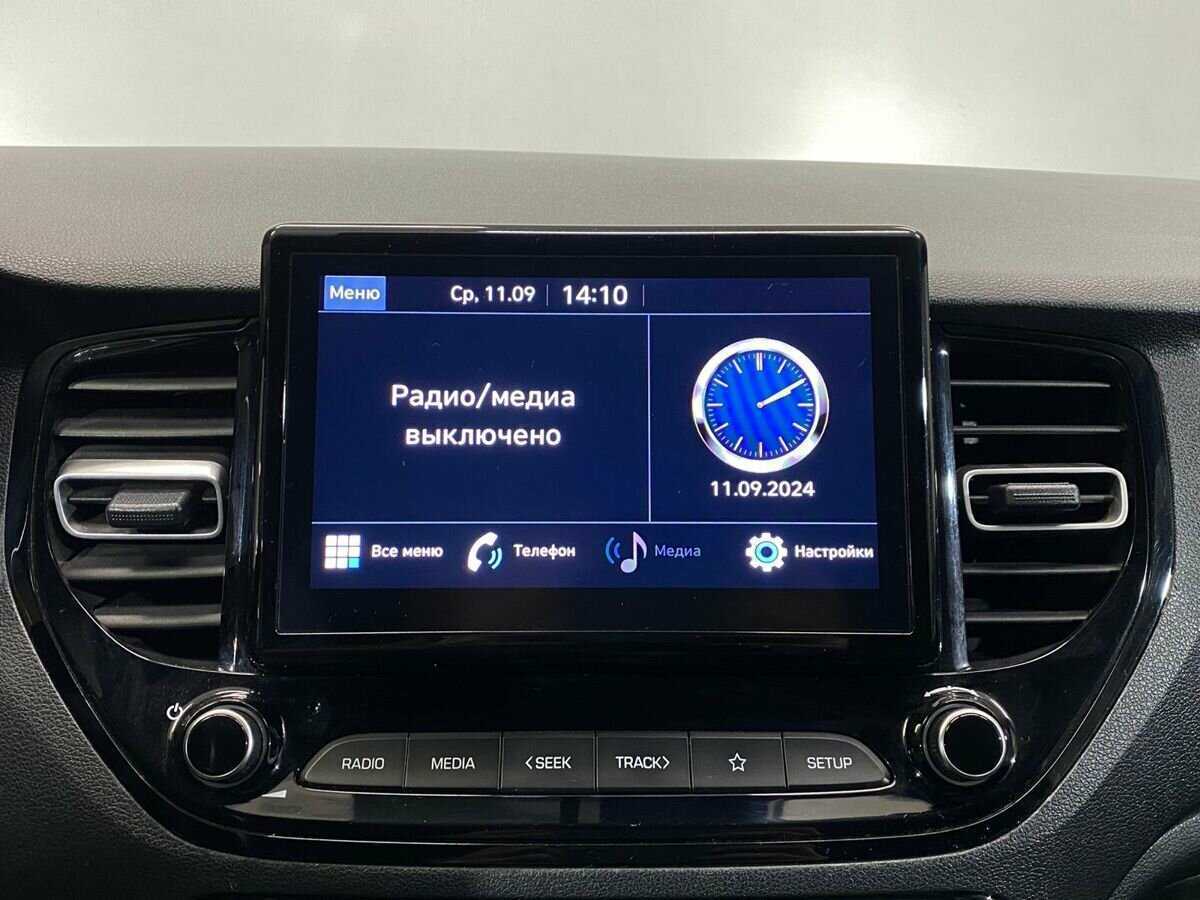 Меню Ср, 11.09 14:10
Радио/медиа
выключено
11.09.2024
Все меню Телефон Медиа Настройки
RADIO MEDIA <SEEK TRACK> SETUP